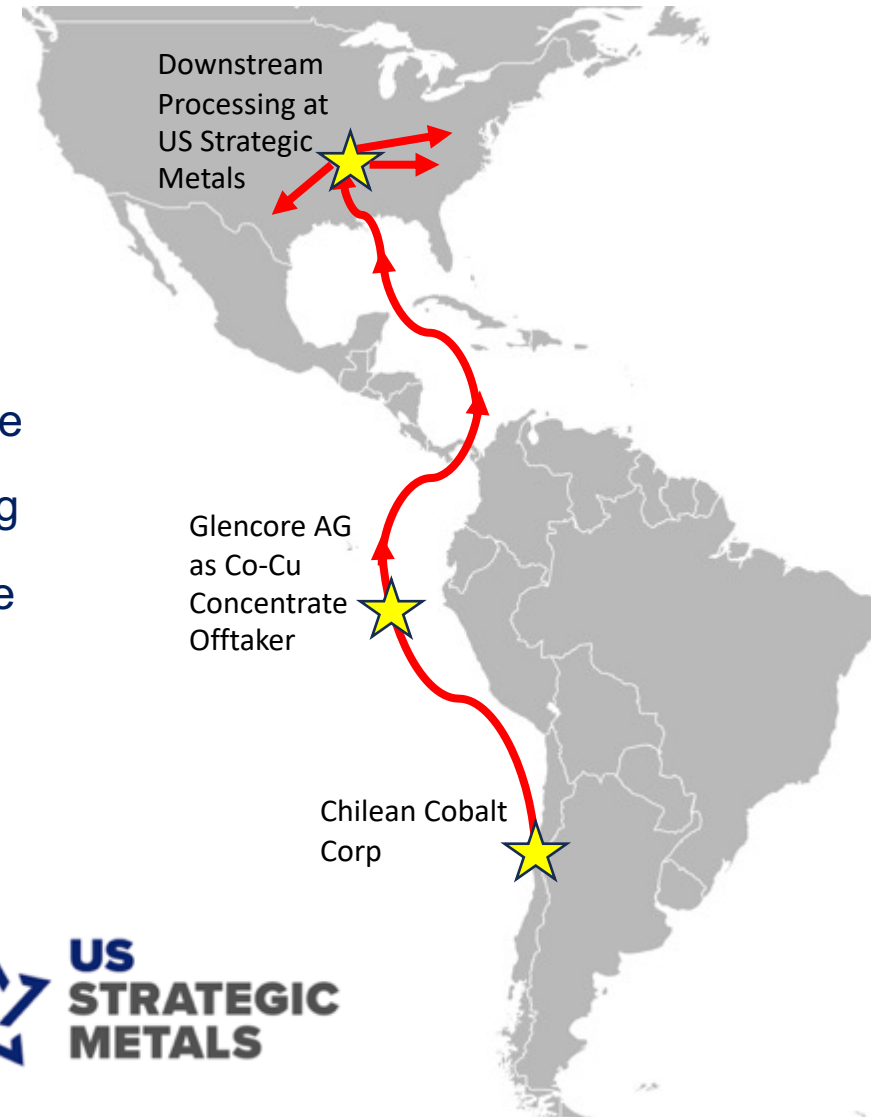 Downstream
Processing at
US Strategic
Metals
Glencore AG
as Co-Cu
Concentrate
Offtaker
Chilean Cobalt
Corp
US
STRATEGIC
METALS